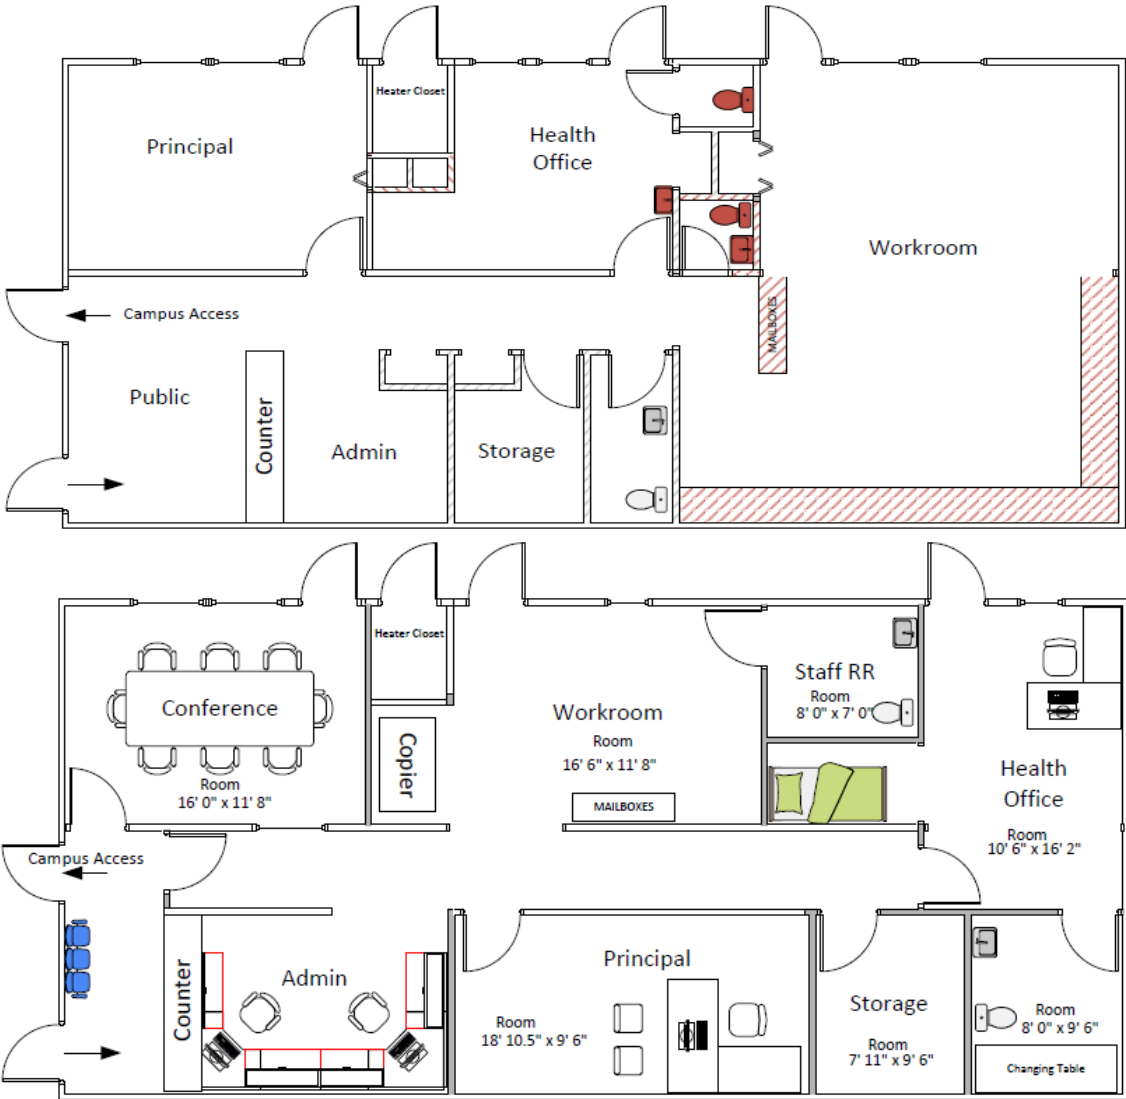 Heater Closet
Principal
Health
Office
Workroom
MAILBOXES
Campus Access
Public
Counter
Admin
Storage
Heater Closet
Staff RR
Room
8' 0" x 7' 0"
Conference
Room
16' 0" x 11' 8"
Copier
Workroom
Room
16' 6" x 11' 8"
MAILBOXES
Health
Office
Room
10' 6" x 16' 2"
Campus Access
Counter
Admin
Principal
Room
18' 10.5" x 9' 6"
Storage
Room
7' 11" x 9' 6"
Room
8' 0" x 9' 6"
Changing Table